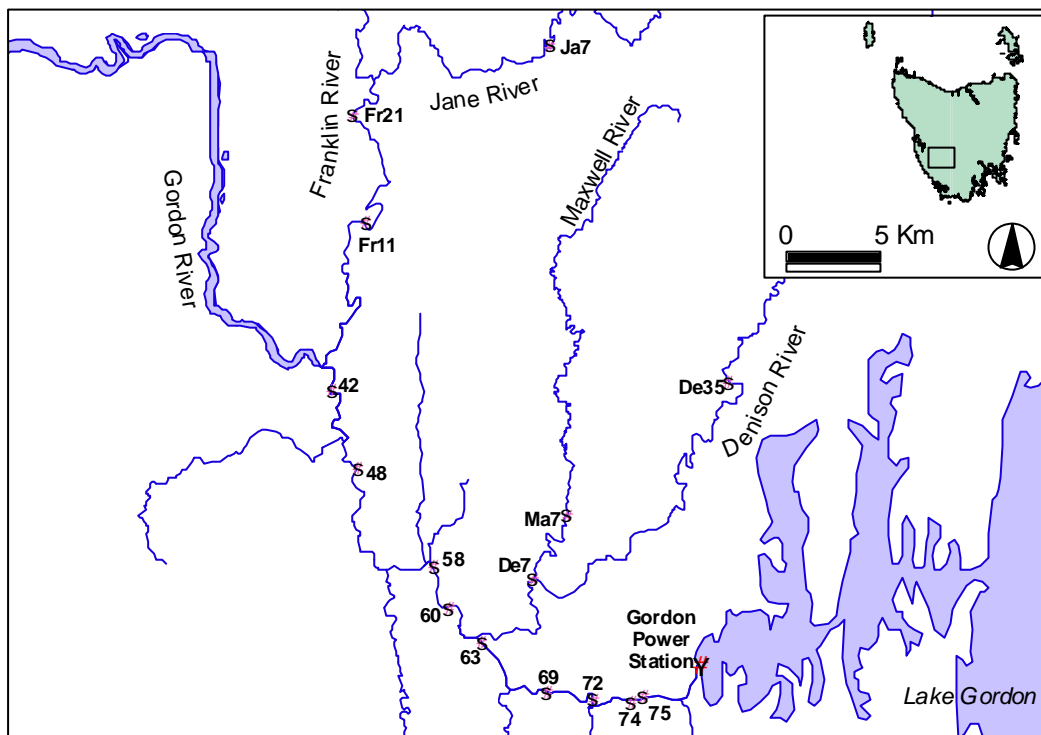 Ja7
Jane River
Franklin River
Fr21
Maxwell River
Gordon River
Fr11
0 5 Km
42
De35
Denison River
48
Ma7
58
De7
60
Gordon
Power
Station
63
69
72
74
75
Lake Gordon